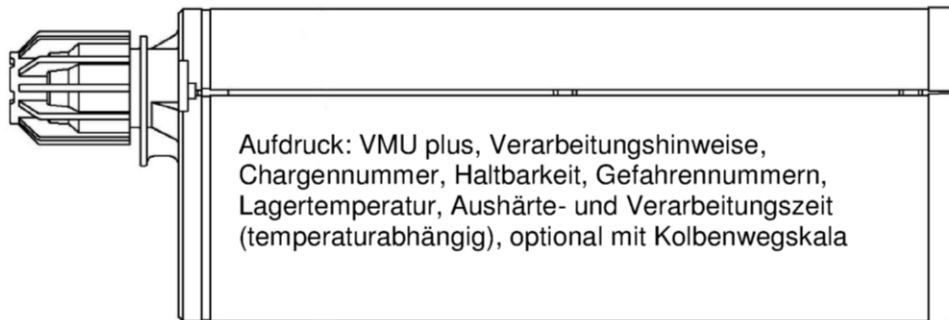 Aufdruck: VMU plus, Verarbeitungshinweise,
Chargennummer, Haltbarkeit, Gefahrennummern,
Lagertemperatur, Aushärte- und Verarbeitungszeit
(temperaturabhängig), optional mit Kolbenwegskala